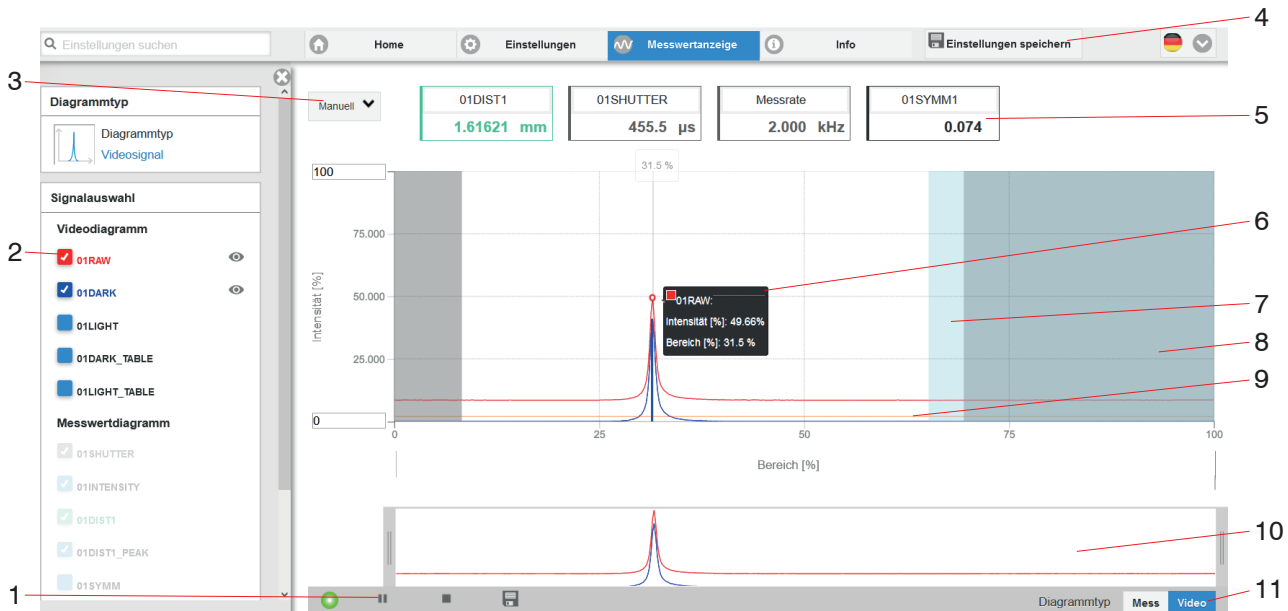 4
Einstellungen suchen
Home
Einstellungen
Messwertanzeige
Info
Einstellungen speichern
3
Diagrammtyp
Diagrammtyp
Videosignal
Manuell
01DIST1
1.61621 mm
01SHUTTER
455.5 µs
Messrate
2.000 kHz
01SYMM1
0.074
5
Signalauswahl
Videodiagramm
2
01RAW
01DARK
01LIGHT
01DARK_TABLE
01LIGHT_TABLE
Messwertdiagramm
01SHUTTER
01INTENSITY
01DIST1
01DIST1_PEAK
01SYMM
31.5 %
100
75.000
50.000
25.000
0
Intensität [%]
01RAW:
Intensität [%]: 49.66%
Bereich [%]: 31.5 %
6
7
8
9
0
25
50
75
100
Bereich [%]
10
1
Diagrammtyp
Mess
Video
11